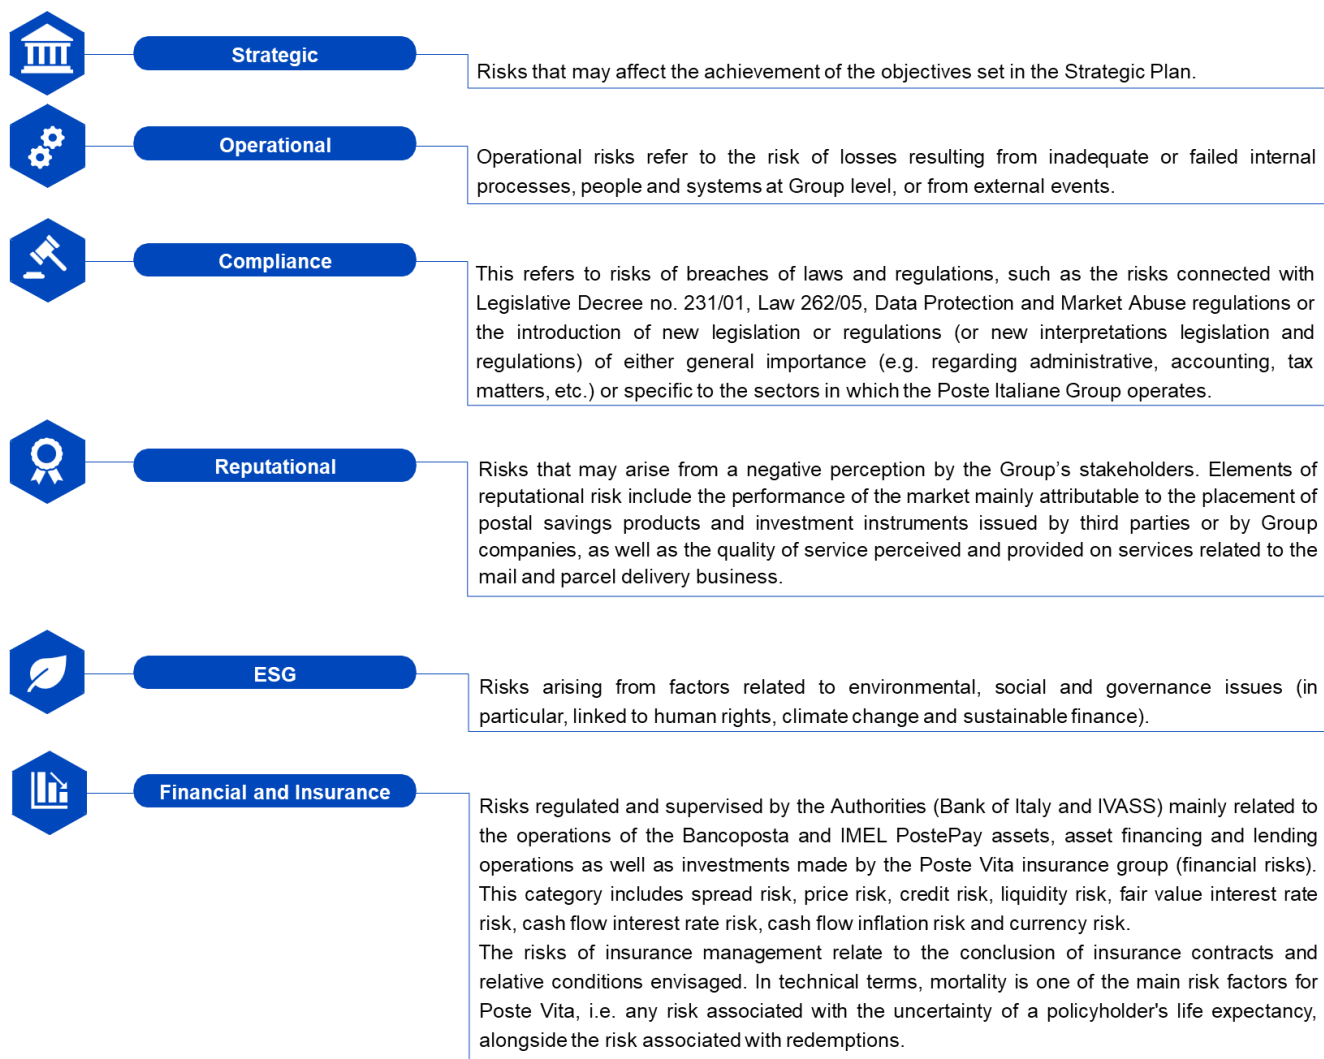 Strategic
Risks that may affect the achievement of the objectives set in the Strategic Plan.
Operational
Operational risks refer to the risk of losses resulting from inadequate or failed internal
processes, people and systems at Group level, or from external events.
Compliance
This refers to risks of breaches of laws and regulations, such as the risks connected with
Legislative Decree no. 231/01, Law 262/05, Data Protection and Market Abuse regulations or
the introduction of new legislation or regulations (or new interpretations legislation and
regulations) of either general importance (e.g. regarding administrative, accounting, tax
matters, etc.) or specific to the sectors in which the Poste Italiane Group operates.
Reputational
Risks that may arise from a negative perception by the Group’s stakeholders. Elements of
reputational risk include the performance of the market mainly attributable to the placement of
postal savings products and investment instruments issued by third parties or by Group
companies, as well as the quality of service perceived and provided on services related to the
mail and parcel delivery business.
ESG
Risks arising from factors related to environmental, social and governance issues (in
particular, linked to human rights, climate change and sustainable finance).
Financial and Insurance
Risks regulated and supervised by the Authorities (Bank of Italy and IVASS) mainly related to
the operations of the Bancoposta and IMEL PostePay assets, asset financing and lending
operations as well as investments made by the Poste Vita insurance group (financial risks).
This category includes spread risk, price risk, credit risk, liquidity risk, fair value interest rate
risk, cash flow interest rate risk, cash flow inflation risk and currency risk.
The risks of insurance management relate to the conclusion of insurance contracts and
relative conditions envisaged. In technical terms, mortality is one of the main risk factors for
Poste Vita, i.e. any risk associated with the uncertainty of a policyholder's life expectancy,
alongside the risk associated with redemptions.